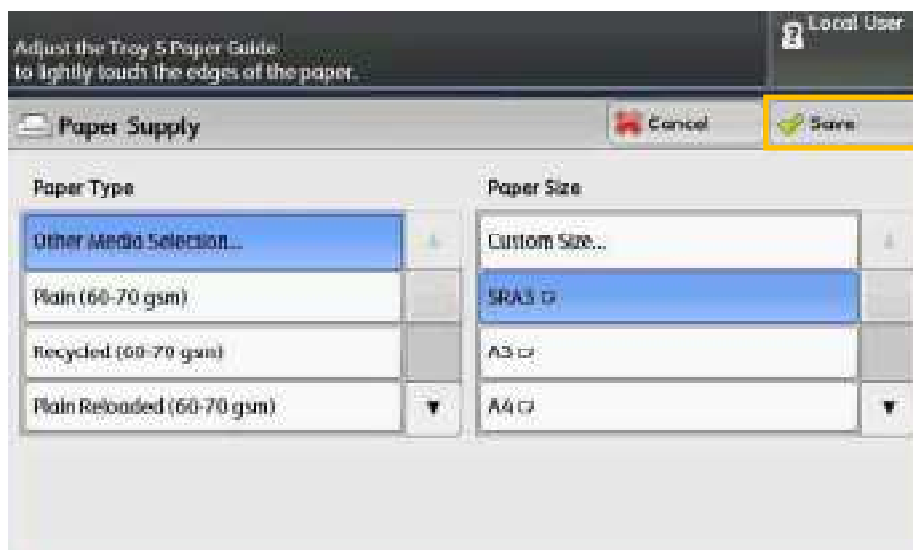 Adjust the Tray 5 Paper Guide
to lightly touch the edges of the paper.
Local User
Paper Supply
Cancel
Save
Paper Type
Paper Size
Other Media Selection...
Custom Size...
Plain (60-70 gsm)
SRA3
Recycled (60-70 gsm)
A3
Plain Reloaded (60-70 gsm)
A4